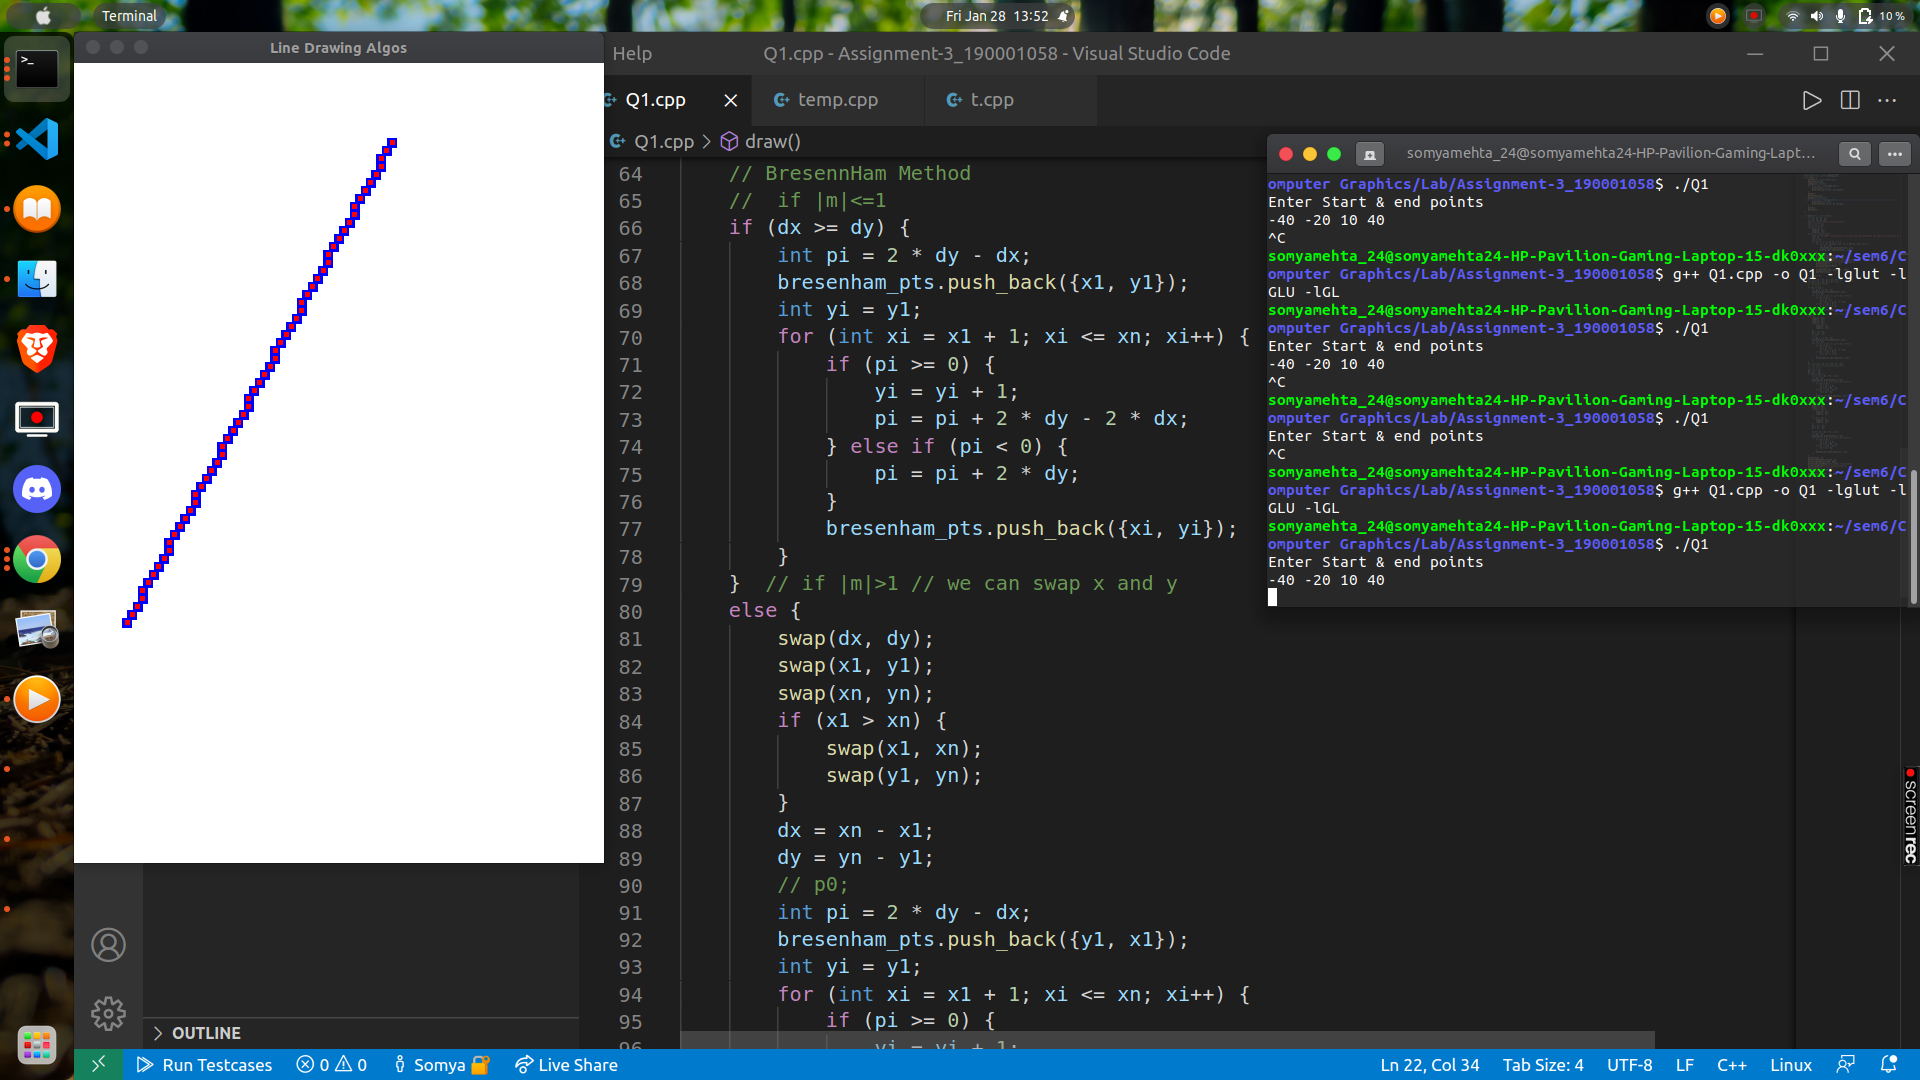 Terminal
Fri Jan 28 13:52
10 %
Line Drawing Algos
Help
Q1.cpp - Assignment-3_190001058 - Visual Studio Code
Q1.cpp
temp.cpp
t.cpp
Q1.cpp > draw()
64 // BresennHam Method
65 //  if |m|<=1
66 if (dx >= dy) {
67 int pi = 2 * dy - dx;
68 bresenham_pts.push_back({x1, y1});
69 int yi = y1;
70 for (int xi = x1 + 1; xi <= xn; xi++) {
71 if (pi >= 0) {
72 yi = yi + 1;
73 pi = pi + 2 * dy - 2 * dx;
74 } else if (pi < 0) {
75 pi = pi + 2 * dy;
76 }
77 bresenham_pts.push_back({xi, yi});
78 }
79 }  // if |m|>1 // we can swap x and y
80 else {
81 swap(dx, dy);
82 swap(x1, y1);
83 swap(xn, yn);
84 if (x1 > xn) {
85 swap(x1, xn);
86 swap(y1, yn);
87 }
88 dx = xn - x1;
89 dy = yn - y1;
90 // p0;
91 int pi = 2 * dy - dx;
92 bresenham_pts.push_back({y1, x1});
93 int yi = y1;
94 for (int xi = x1 + 1; xi <= xn; xi++) {
95 if (pi >= 0) {
96 yi = yi + 1;
somyamehta_24@somyamehta24-HP-Pavilion-Gaming-Lapt...
omputer Graphics/Lab/Assignment-3_190001058$ ./Q1
Enter Start & end points
-40 -20 10 40
^C
somyamehta_24@somyamehta24-HP-Pavilion-Gaming-Laptop-15-dk0xxx:~/sem6/C
omputer Graphics/Lab/Assignment-3_190001058$ g++ Q1.cpp -o Q1 -lglut -l
GLU -lGL
somyamehta_24@somyamehta24-HP-Pavilion-Gaming-Laptop-15-dk0xxx:~/sem6/C
omputer Graphics/Lab/Assignment-3_190001058$ ./Q1
Enter Start & end points
-40 -20 10 40
^C
somyamehta_24@somyamehta24-HP-Pavilion-Gaming-Laptop-15-dk0xxx:~/sem6/C
omputer Graphics/Lab/Assignment-3_190001058$ ./Q1
Enter Start & end points
^C
somyamehta_24@somyamehta24-HP-Pavilion-Gaming-Laptop-15-dk0xxx:~/sem6/C
omputer Graphics/Lab/Assignment-3_190001058$ g++ Q1.cpp -o Q1 -lglut -l
GLU -lGL
somyamehta_24@somyamehta24-HP-Pavilion-Gaming-Laptop-15-dk0xxx:~/sem6/C
omputer Graphics/Lab/Assignment-3_190001058$ ./Q1
Enter Start & end points
-40 -20 10 40
screenrec
OUTLINE
Run Testcases
0
0
Somya
Live Share
Ln 22, Col 34
Tab Size: 4
UTF-8
LF
C++
Linux